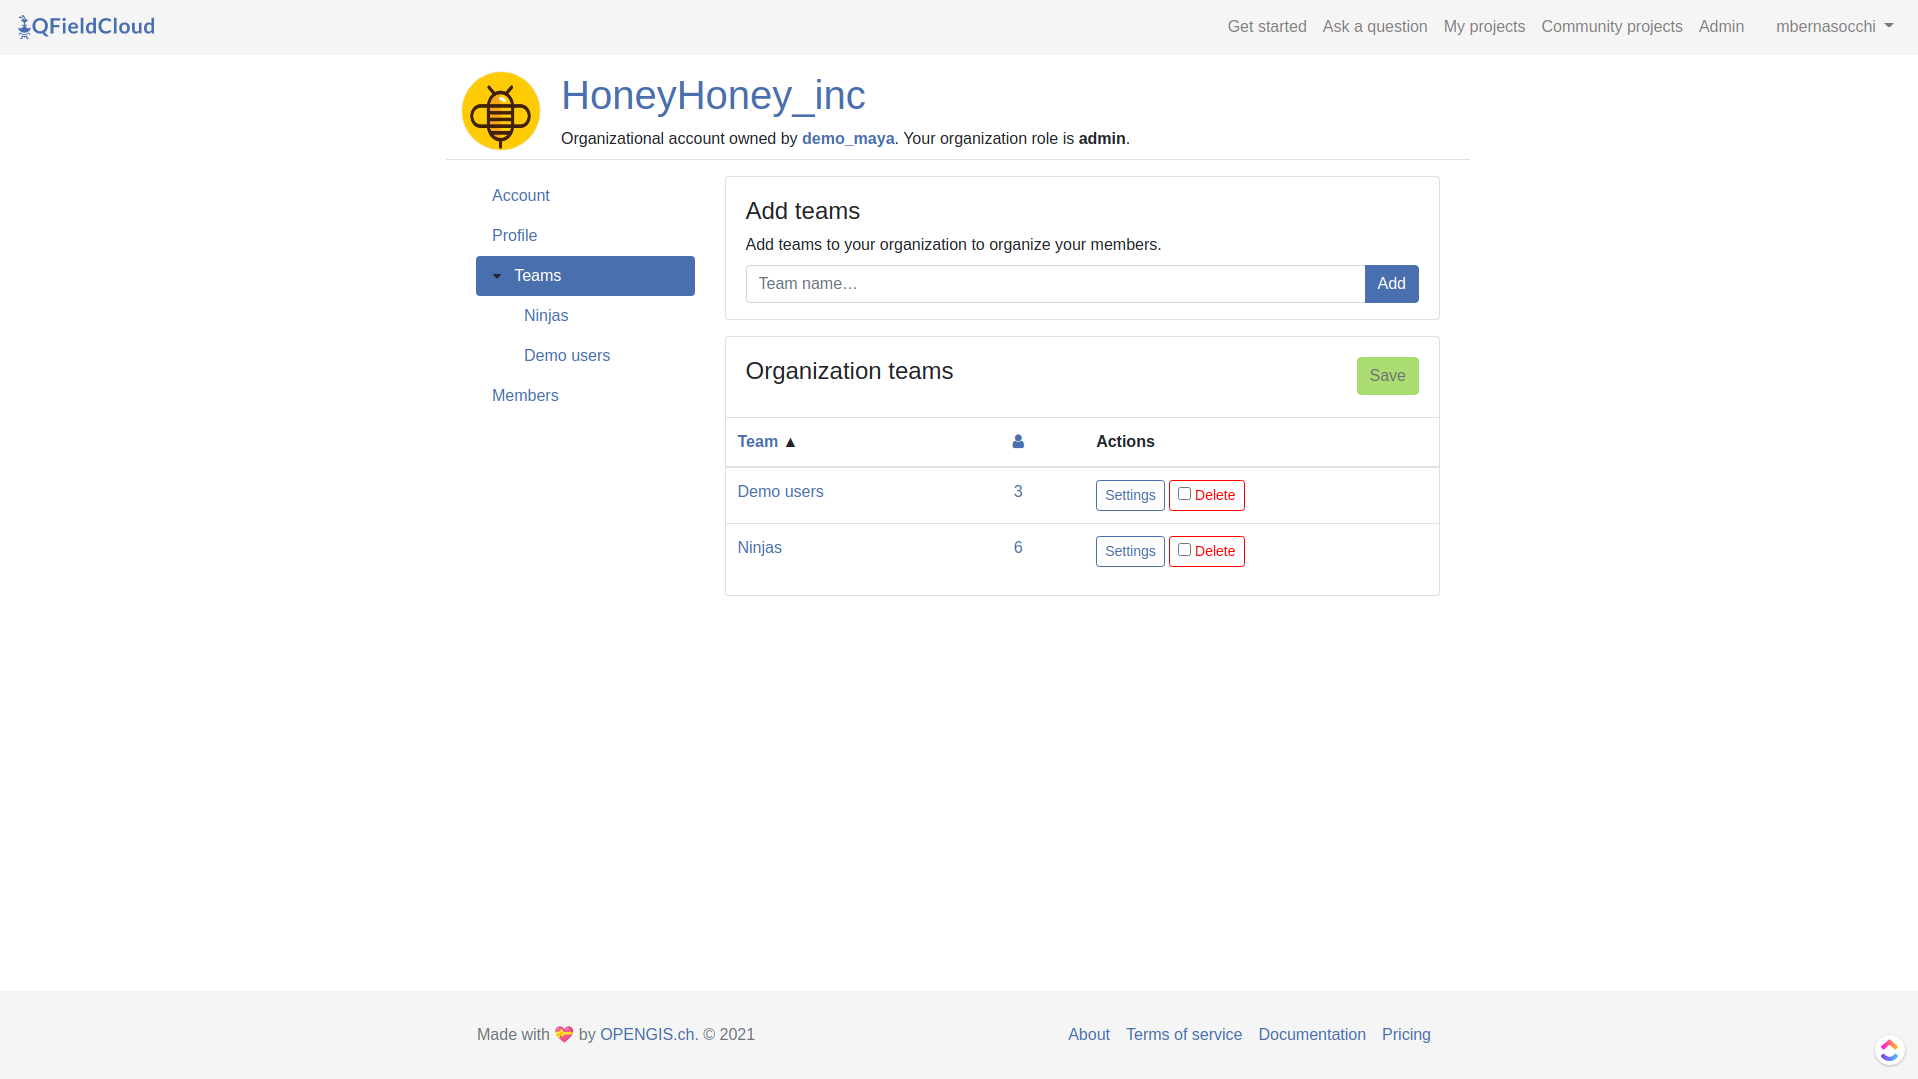 QFieldCloud
Get started Ask a question My projects Community projects Admin mbernasocchi
HoneyHoney_inc
Organizational account owned by demo_maya. Your organization role is admin.
Account
Profile
Teams
Ninjas
Demo users
Members
Add teams
Add teams to your organization to organize your members.
Team name…
Add
Organization teams
Save
Team ▲ Actions
Demo users 3 Settings Delete
Ninjas 6 Settings Delete
Made with 💝 by OPENGIS.ch. © 2021
About Terms of service Documentation Pricing